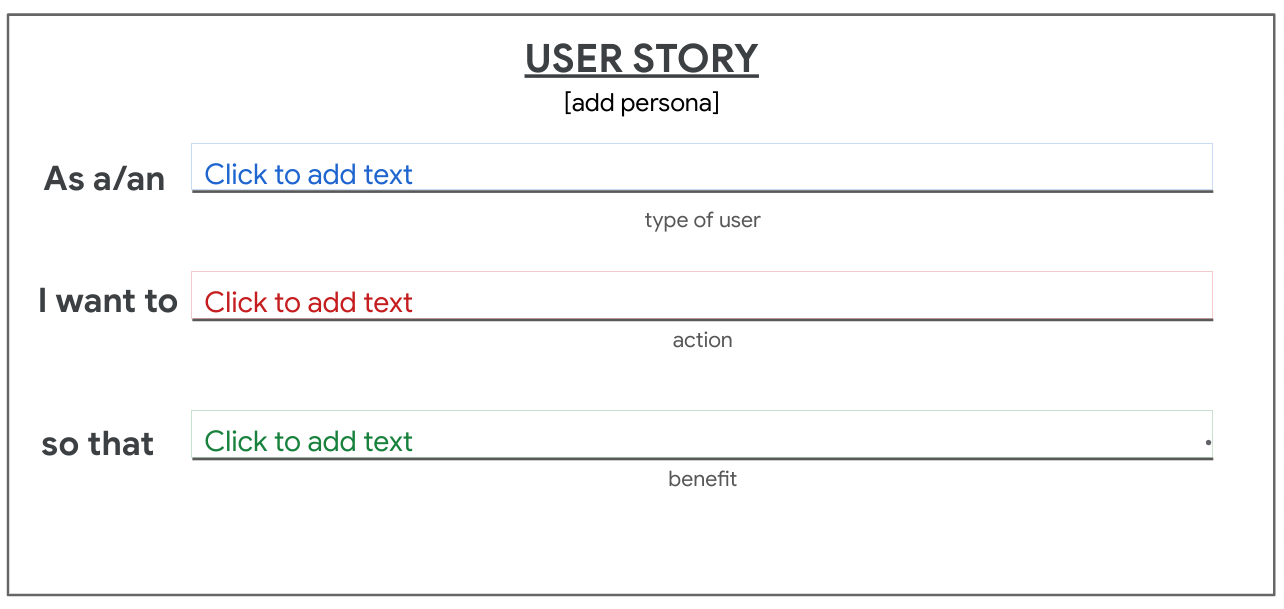 USER STORY
[add persona]
As a/an Click to add text
type of user
I want to Click to add text
action
so that Click to add text .
benefit